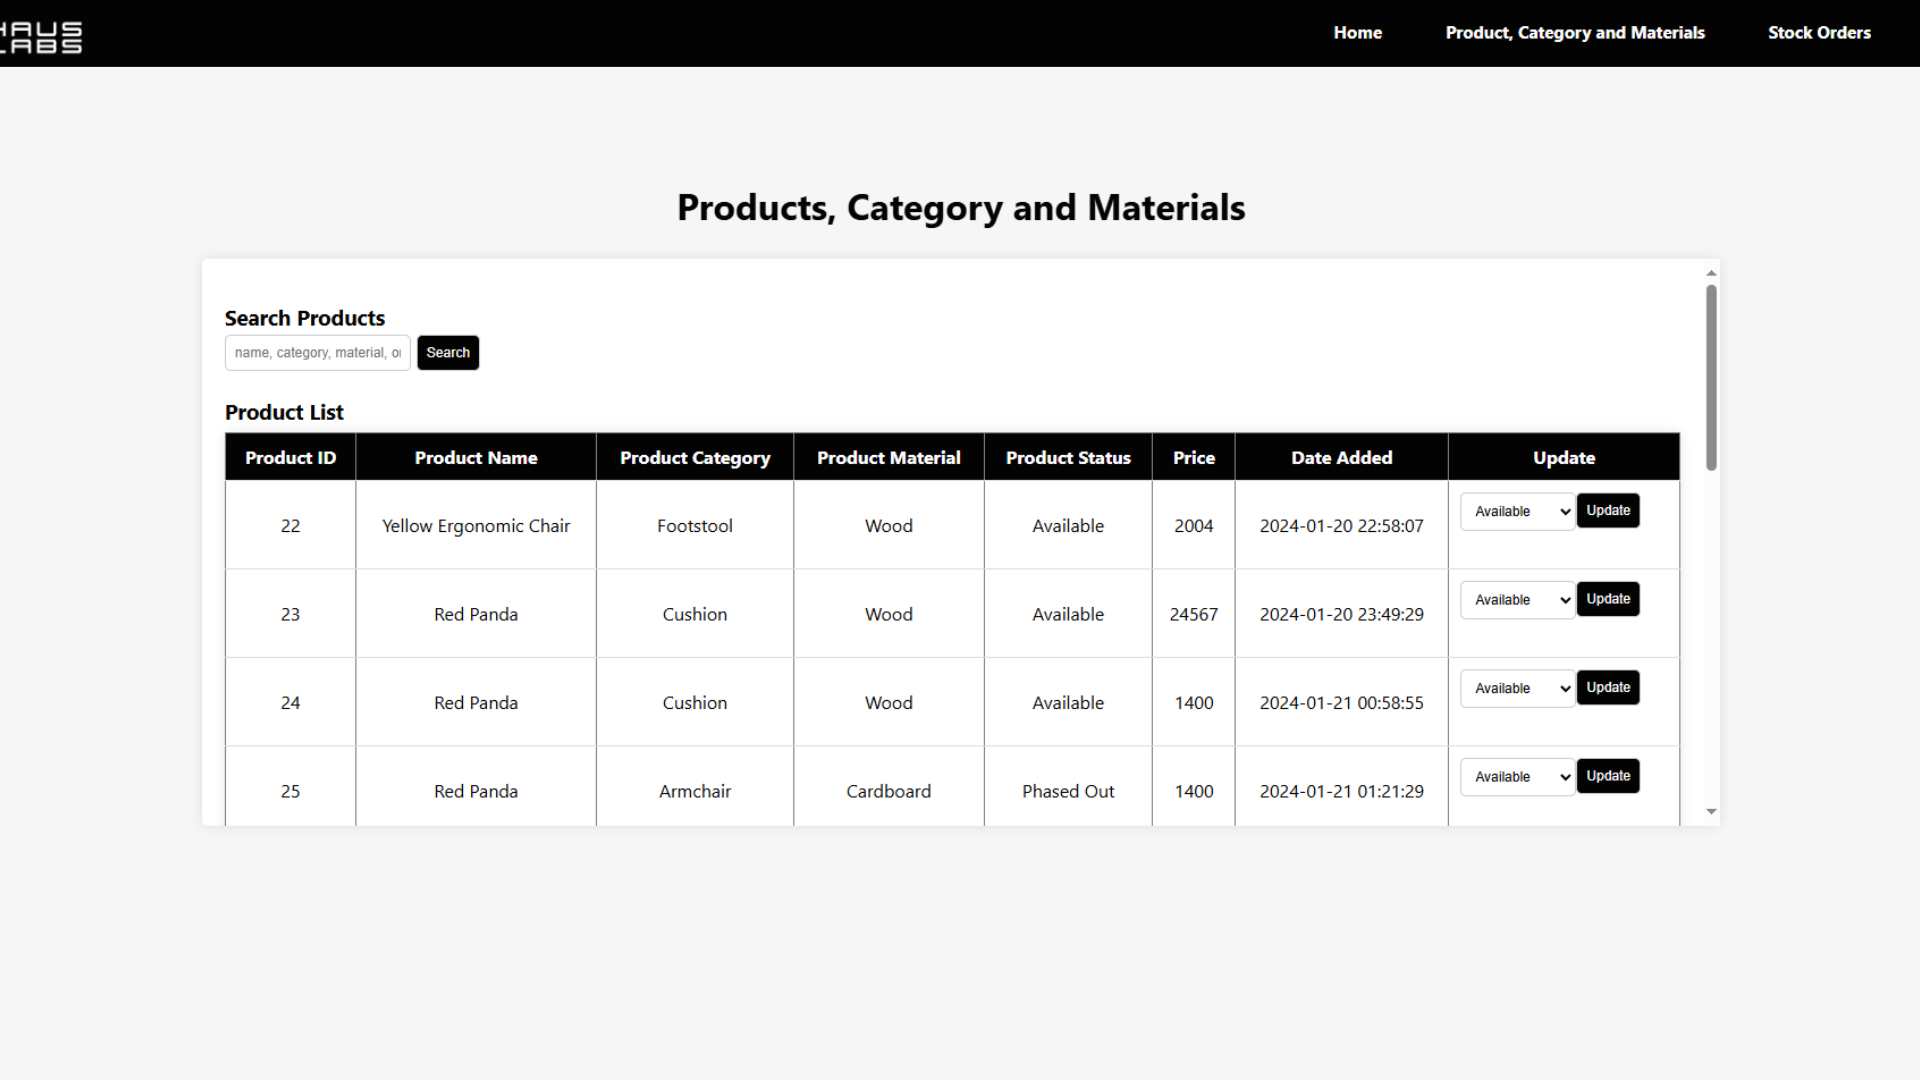 HAUS
LABS
Home
Product, Category and Materials
Stock Orders
Products, Category and Materials
Search Products
name, category, material, or
Search
Product List
Product ID Product Name Product Category Product Material Product Status Price Date Added Update
22 Yellow Ergonomic Chair Footstool Wood Available 2004 2024-01-20 22:58:07 Available Update
23 Red Panda Cushion Wood Available 24567 2024-01-20 23:49:29 Available Update
24 Red Panda Cushion Wood Available 1400 2024-01-21 00:58:55 Available Update
25 Red Panda Armchair Cardboard Phased Out 1400 2024-01-21 01:21:29 Available Update